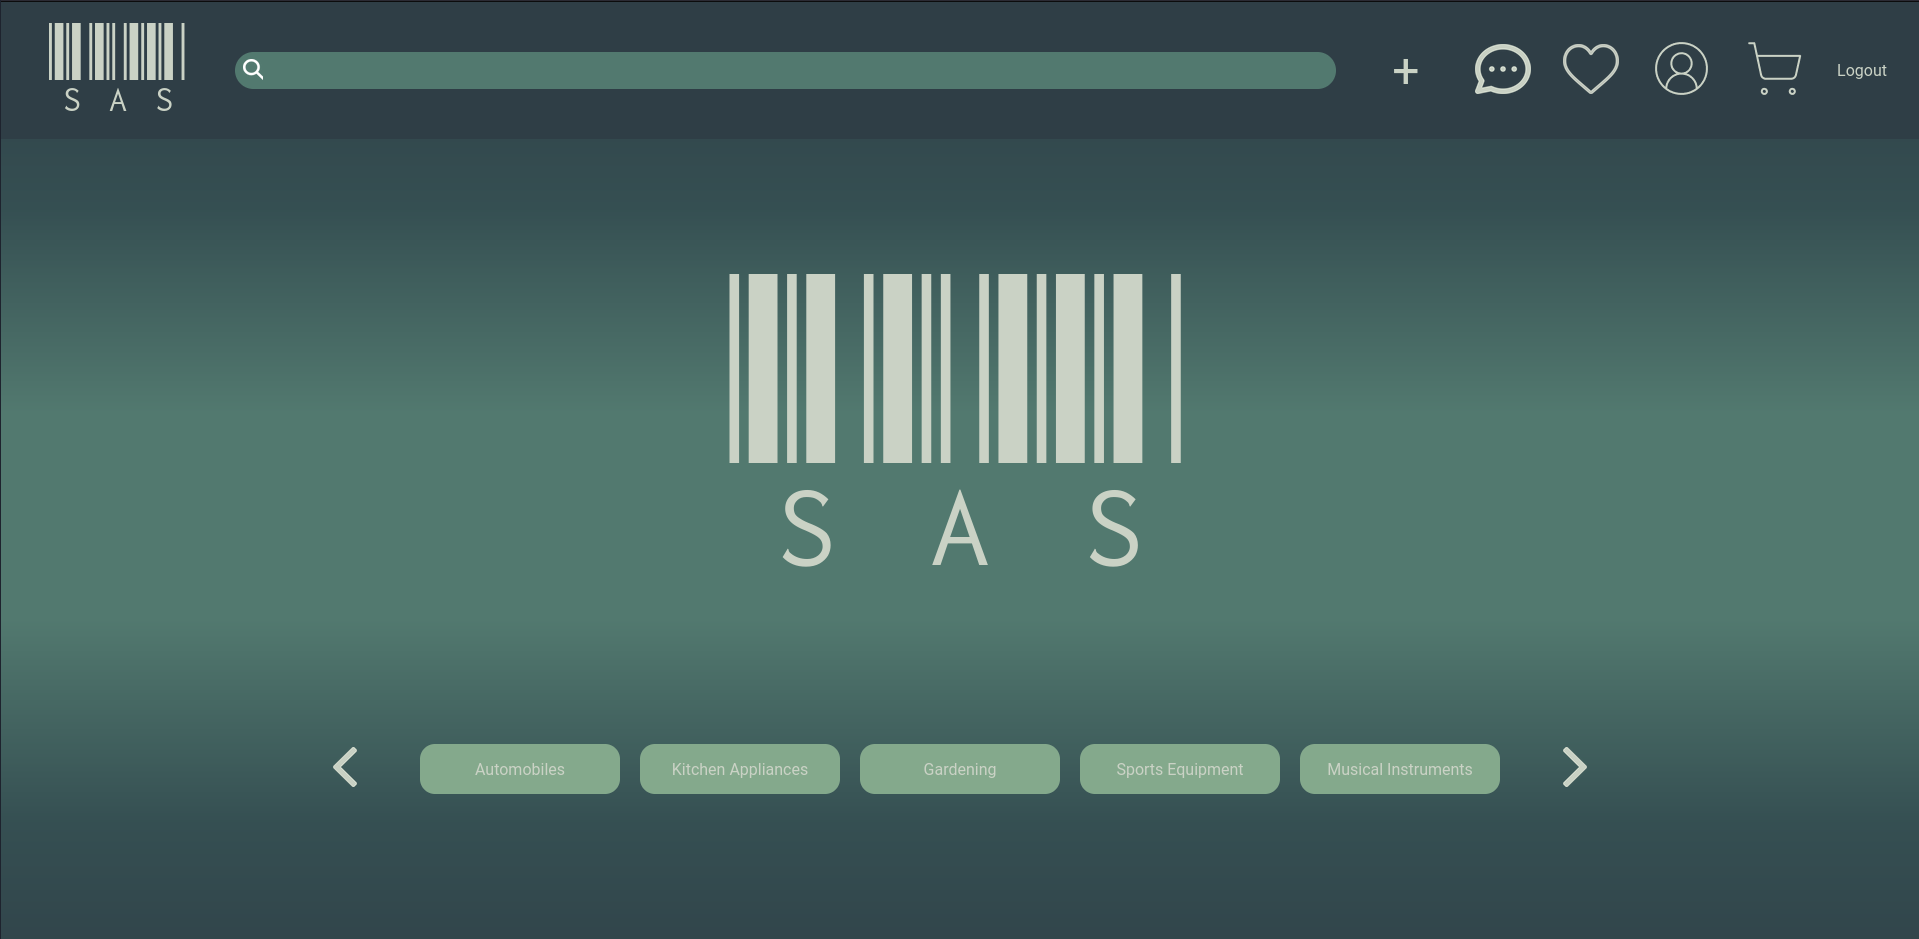 S A S
Logout
S A S
Automobiles
Kitchen Appliances
Gardening
Sports Equipment
Musical Instruments